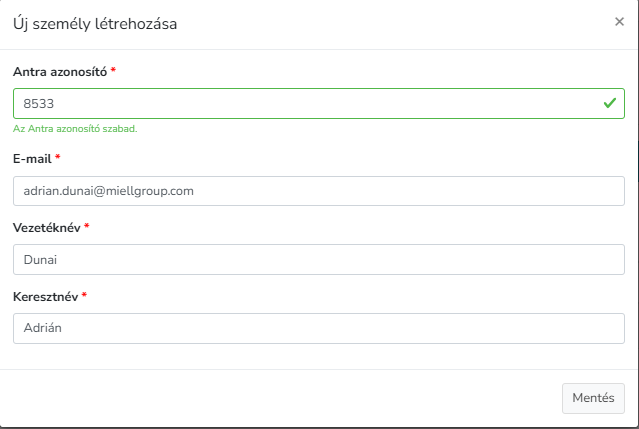 Új személy létrehozása ×
Antra azonosító *
8533
Az Antra azonosító szabad.
E-mail *
adrian.dunai@miellgroup.com
Vezetéknév *
Dunai
Keresztnév *
Adrián
Mentés